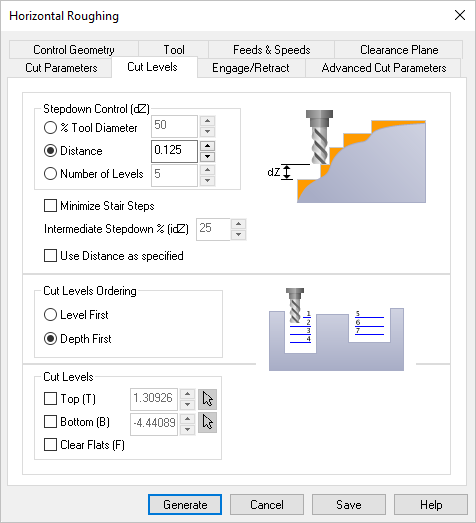 Horizontal Roughing
Control Geometry Tool Feeds & Speeds Clearance Plane
Cut Parameters Cut Levels Engage/Retract Advanced Cut Parameters
Stepdown Control (dZ)
% Tool Diameter 50
Distance 0.125
Number of Levels 5
dZ
Minimize Stair Steps
Intermediate Stepdown % (idZ) 25
Use Distance as specified
Cut Levels Ordering
Level First
Depth First
1 5
2 6
3 7
4
Cut Levels
Top (T) 1.30926
Bottom (B) -4.44089
Clear Flats (F)
Generate Cancel Save Help